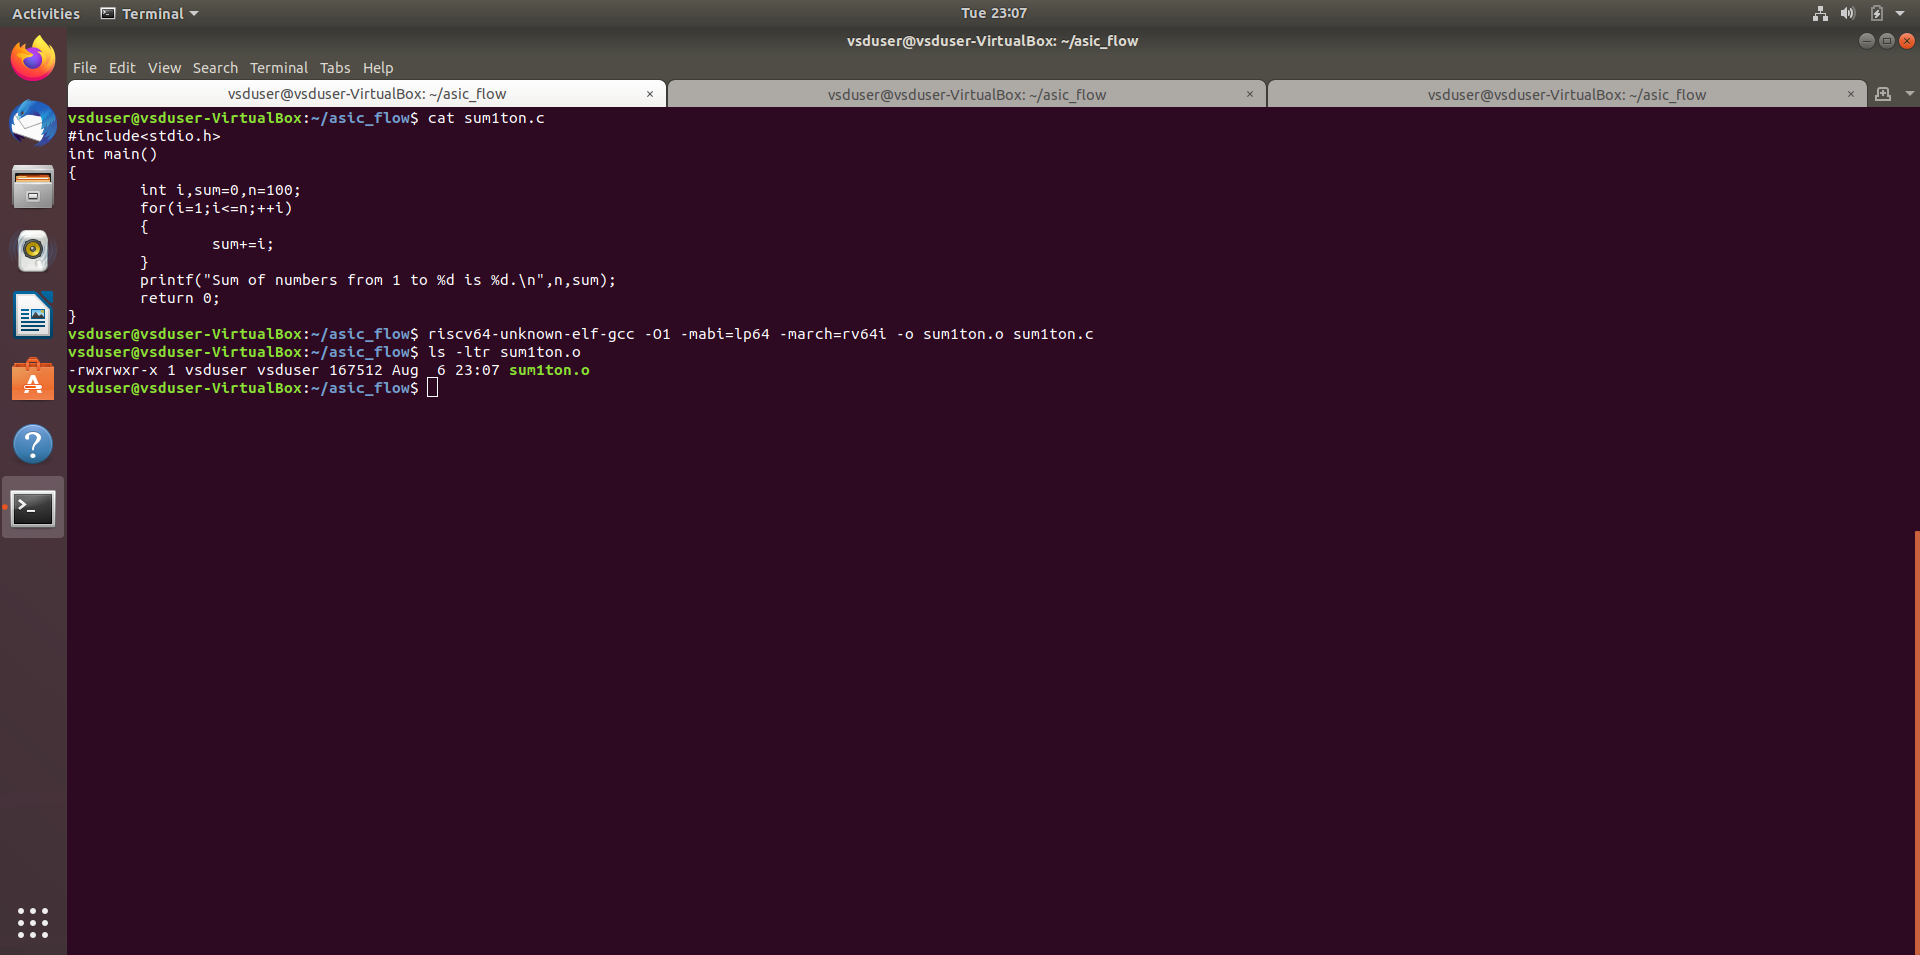 Activities Terminal Tue 23:07
vsduser@vsduser-VirtualBox: ~/asic_flow
File Edit View Search Terminal Tabs Help
vsduser@vsduser-VirtualBox: ~/asic_flow × vsduser@vsduser-VirtualBox: ~/asic_flow × vsduser@vsduser-VirtualBox: ~/asic_flow ×
vsduser@vsduser-VirtualBox:~/asic_flow$ cat sum1ton.c
#include<stdio.h>
int main()
{
        int i,sum=0,n=100;
        for(i=1;i<=n;++i)
        {
                sum+=i;
        }
        printf("Sum of numbers from 1 to %d is %d.\n",n,sum);
        return 0;
}
vsduser@vsduser-VirtualBox:~/asic_flow$ riscv64-unknown-elf-gcc -O1 -mabi=lp64 -march=rv64i -o sum1ton.o sum1ton.c
vsduser@vsduser-VirtualBox:~/asic_flow$ ls -ltr sum1ton.o
-rwxrwxr-x 1 vsduser vsduser 167512 Aug  6 23:07 sum1ton.o
vsduser@vsduser-VirtualBox:~/asic_flow$